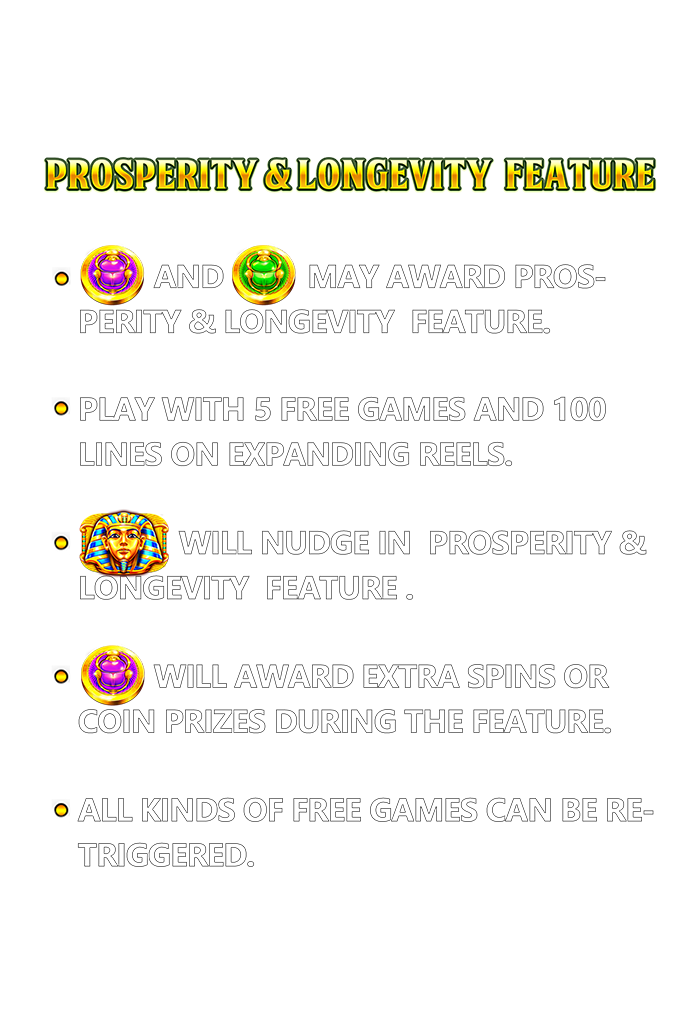 PROSPERITY & LONGEVITY FEATURE
AND MAY AWARD PROS-
PERITY & LONGEVITY FEATURE.
PLAY WITH 5 FREE GAMES AND 100
LINES ON EXPANDING REELS.
WILL NUDGE IN PROSPERITY &
LONGEVITY FEATURE .
WILL AWARD EXTRA SPINS OR
COIN PRIZES DURING THE FEATURE.
ALL KINDS OF FREE GAMES CAN BE RE-
TRIGGERED.